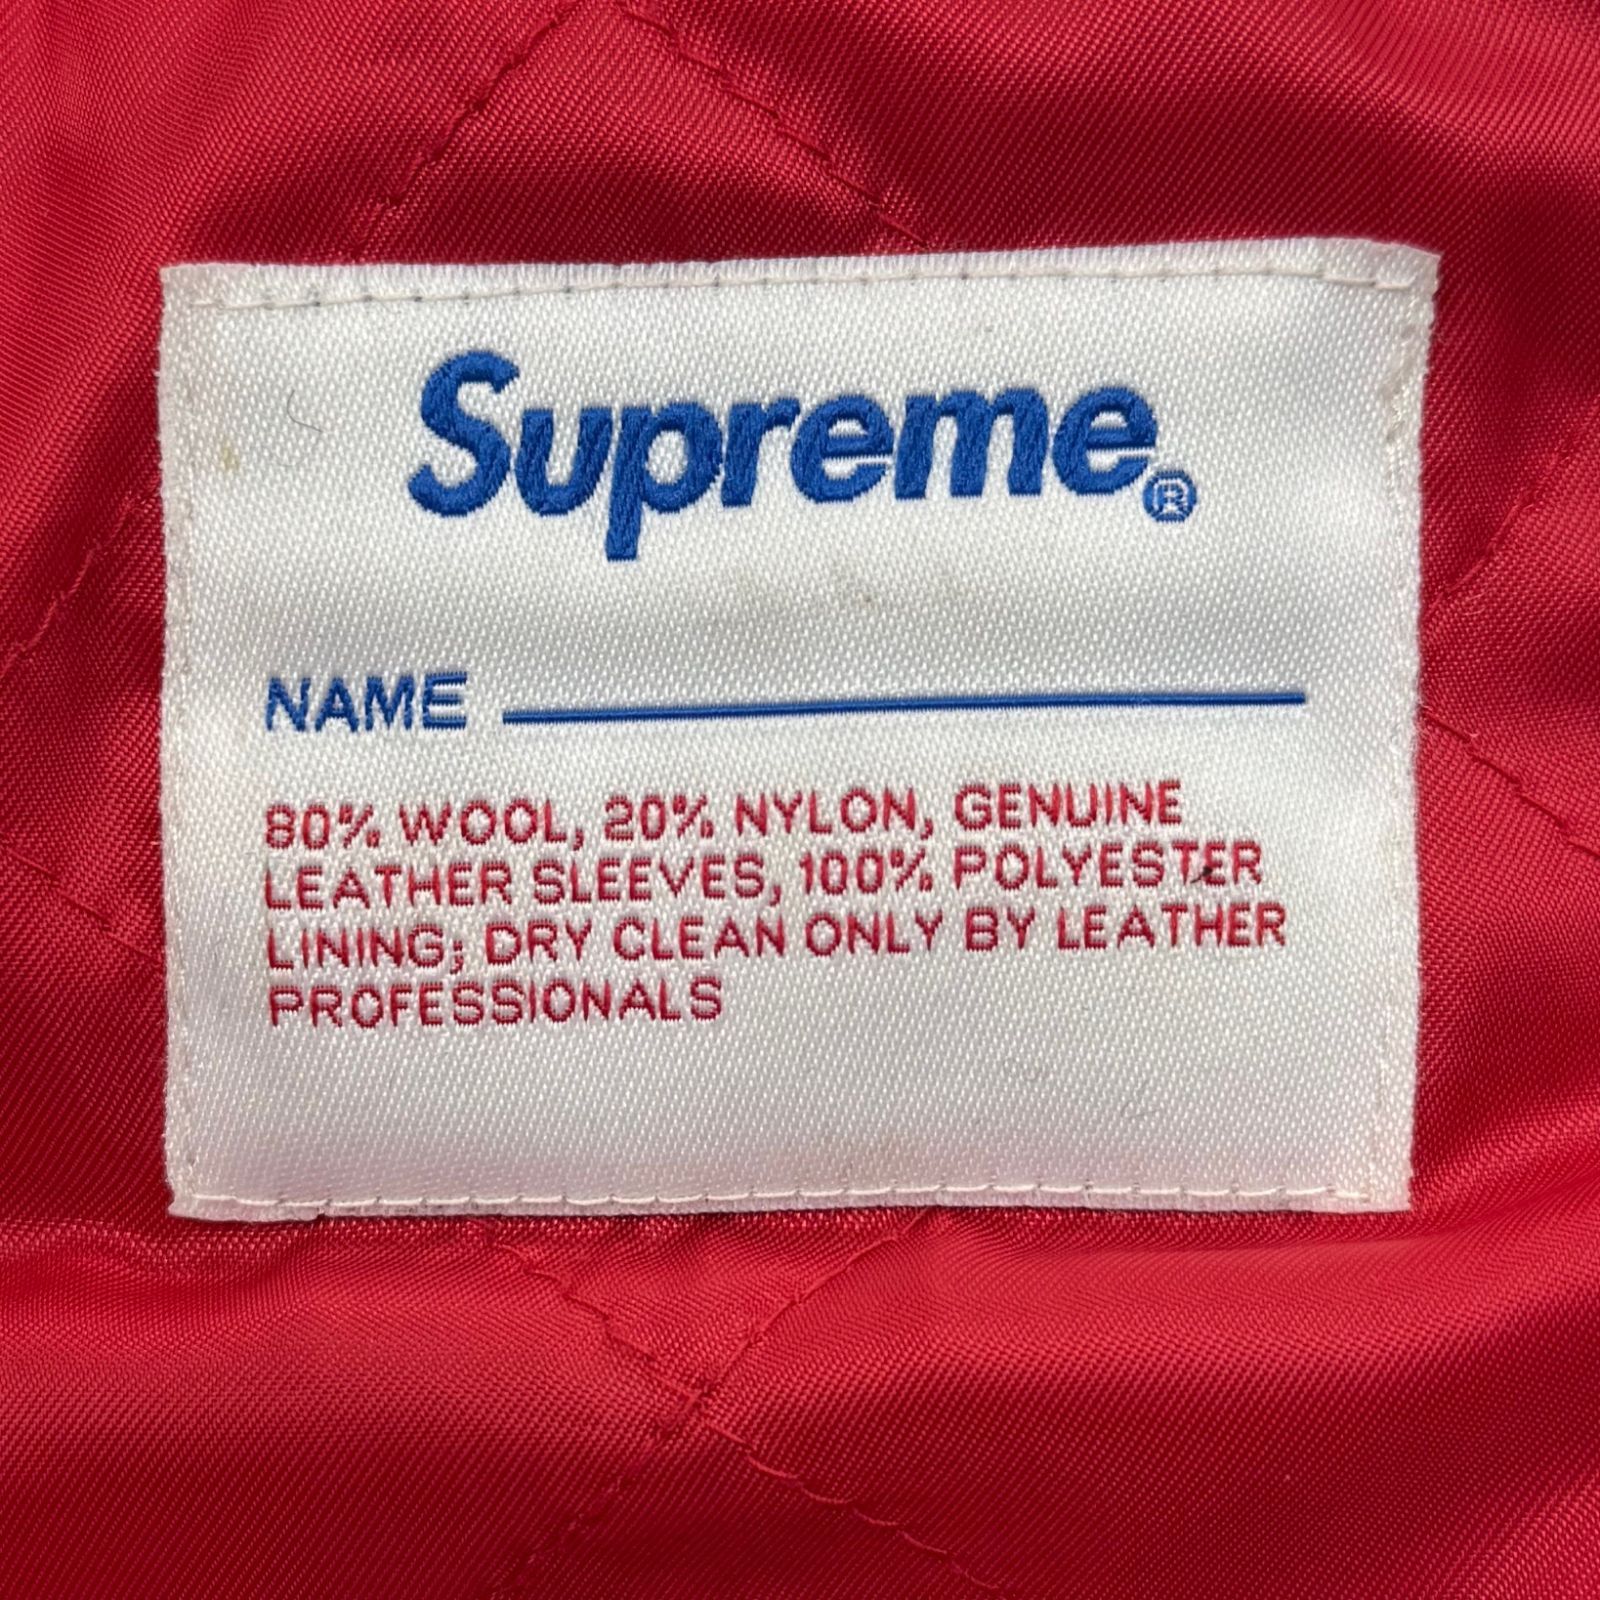 Supreme®
NAME
80% WOOL, 20% NYLON, GENUINE
LEATHER SLEEVES, 100% POLYESTER
LINING; DRY CLEAN ONLY BY LEATHER
PROFESSIONALS